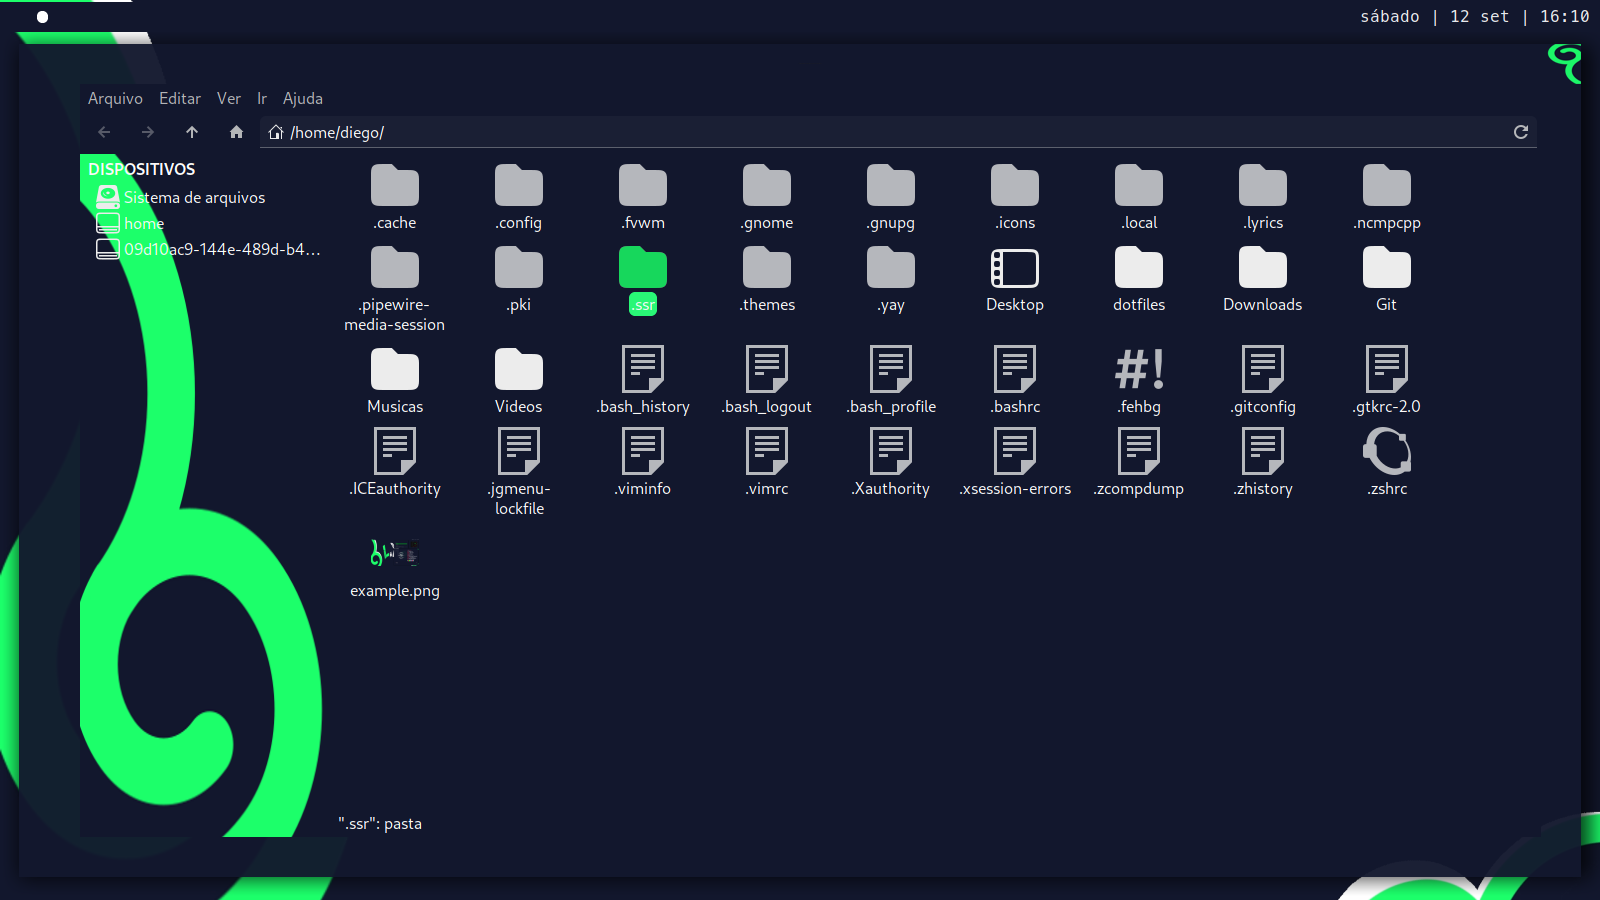 sábado | 12 set | 16:10
Arquivo Editar Ver Ir Ajuda
/home/diego/
DISPOSITIVOS
Sistema de arquivos
home
09d10ac9-144e-489d-b4...
.cache .config .fvwm .gnome .gnupg .icons .local .lyrics .ncmpcpp
.pipewire-media-session .pki .ssr .themes .yay Desktop dotfiles Downloads Git
Musicas Videos .bash_history .bash_logout .bash_profile .bashrc .fehbg .gitconfig .gtkrc-2.0
.ICEauthority .jgmenu-lockfile .viminfo .vimrc .Xauthority .xsession-errors .zcompdump .zhistory .zshrc
example.png
".ssr": pasta